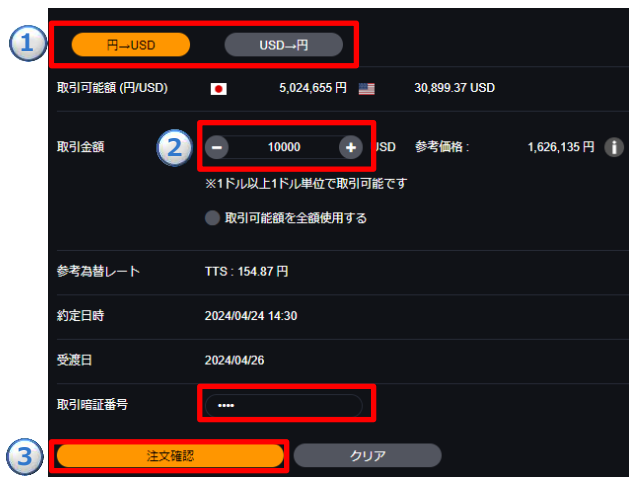 1
円→USD USD→円
取引可能額 (円/USD) 5,024,655 円 30,899.37 USD
取引金額 2 − 10000 + USD 参考価格 : 1,626,135 円 i
※1ドル以上1ドル単位で取引可能です
取引可能額を全額使用する
参考為替レート TTS : 154.87 円
約定日時 2024/04/24 14:30
受渡日 2024/04/26
取引暗証番号 ••••
3 注文確認 クリア